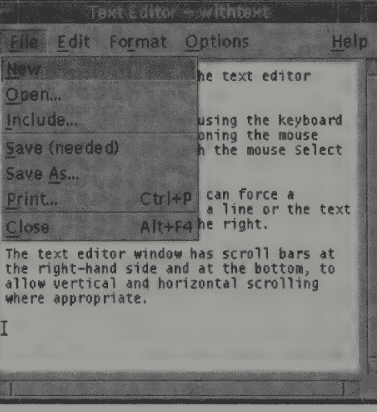 Text Editor – withtext
File Edit Format Options Help
New
Open...
Include...
Save (needed)
Save As...
Print... Ctrl+P
Close Alt+F4
he text editor
using the keyboard
oning the mouse
h the mouse Select
can force a
a line or the text
he right.
The text editor window has scroll bars at
the right-hand side and at the bottom, to
allow vertical and horizontal scrolling
where appropriate.